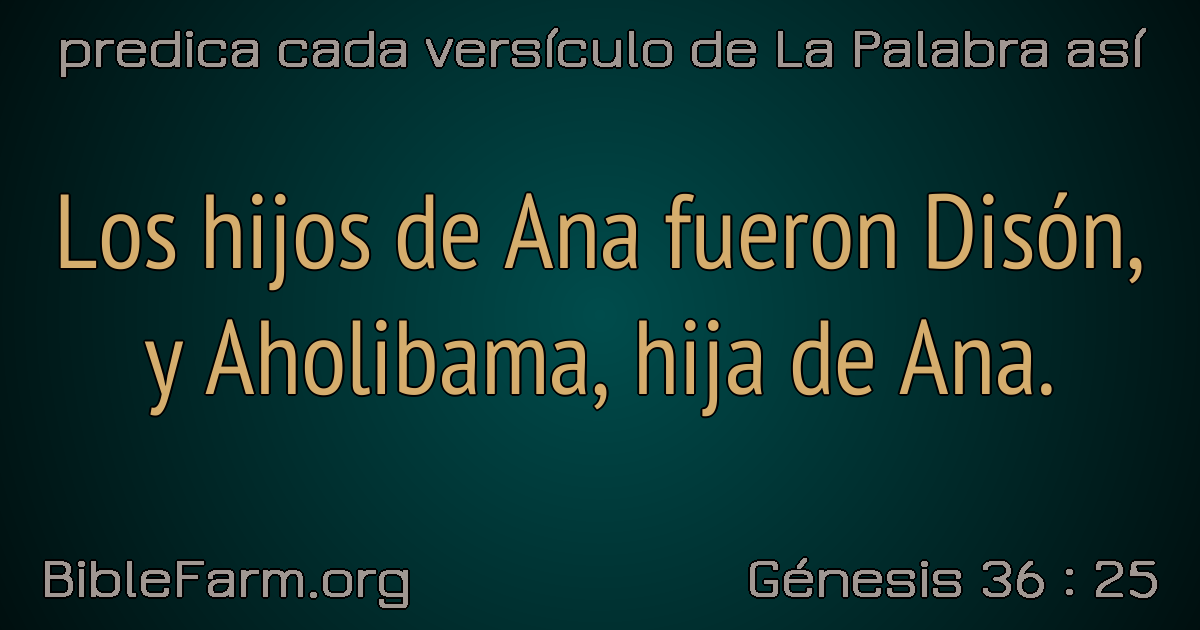 predica cada versículo de La Palabra así
Los hijos de Ana fueron Disón,
y Aholibama, hija de Ana.
BibleFarm.org
Génesis 36 : 25